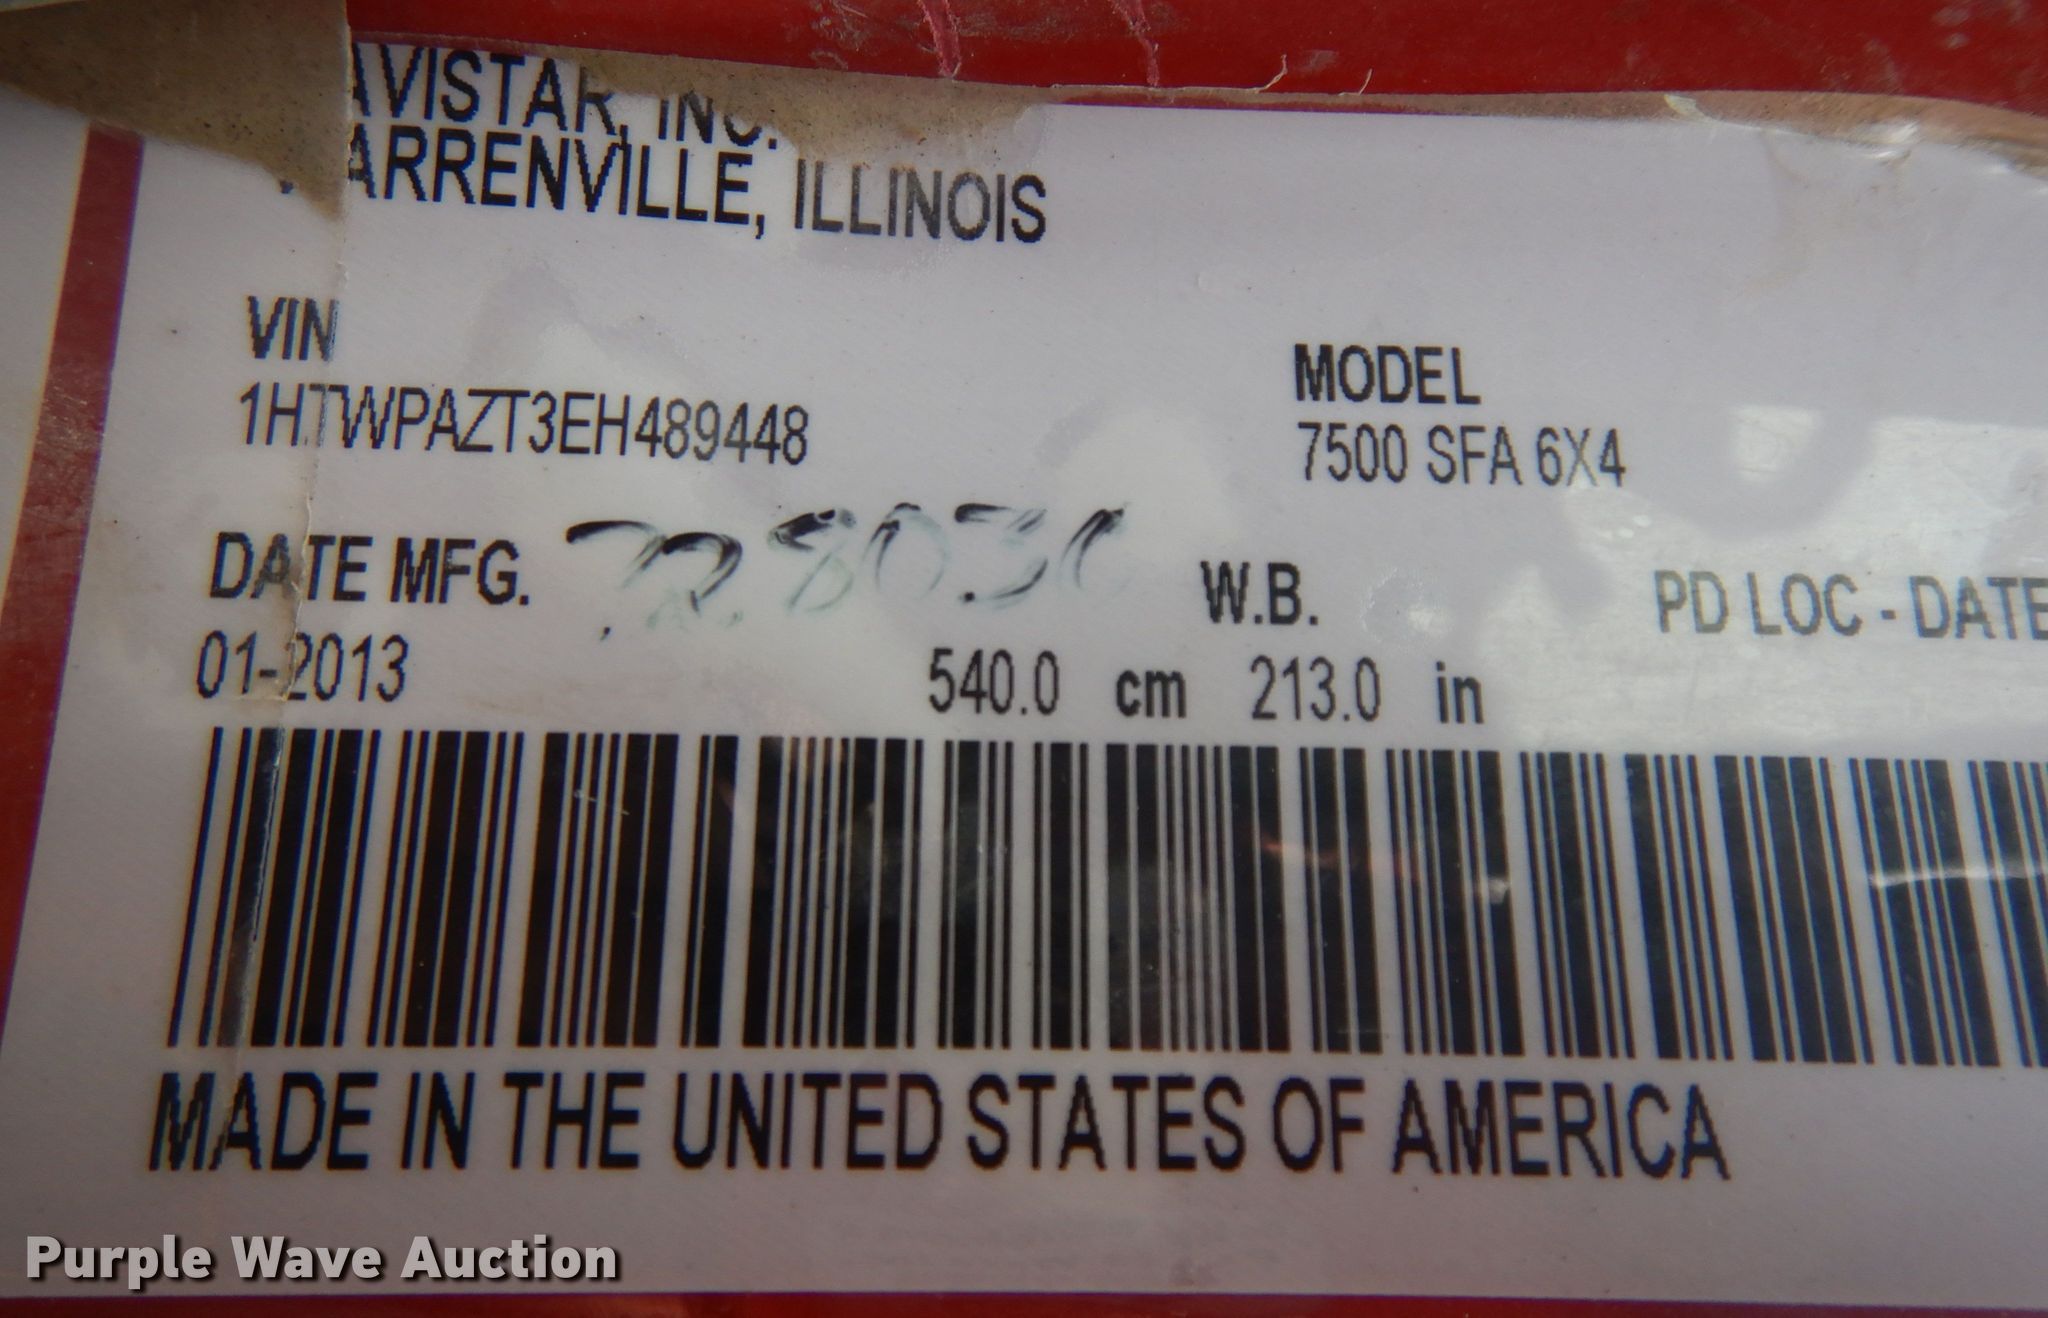 AVISTAR, INC.
ARRENVILLE, ILLINOIS
VIN
1HTWPAZT3EH489448
MODEL
7500 SFA 6X4
DATE MFG.
W.B.
PD LOC - DATE
01-2013
540.0 cm 213.0 in
MADE IN THE UNITED STATES OF AMERICA
Purple Wave Auction